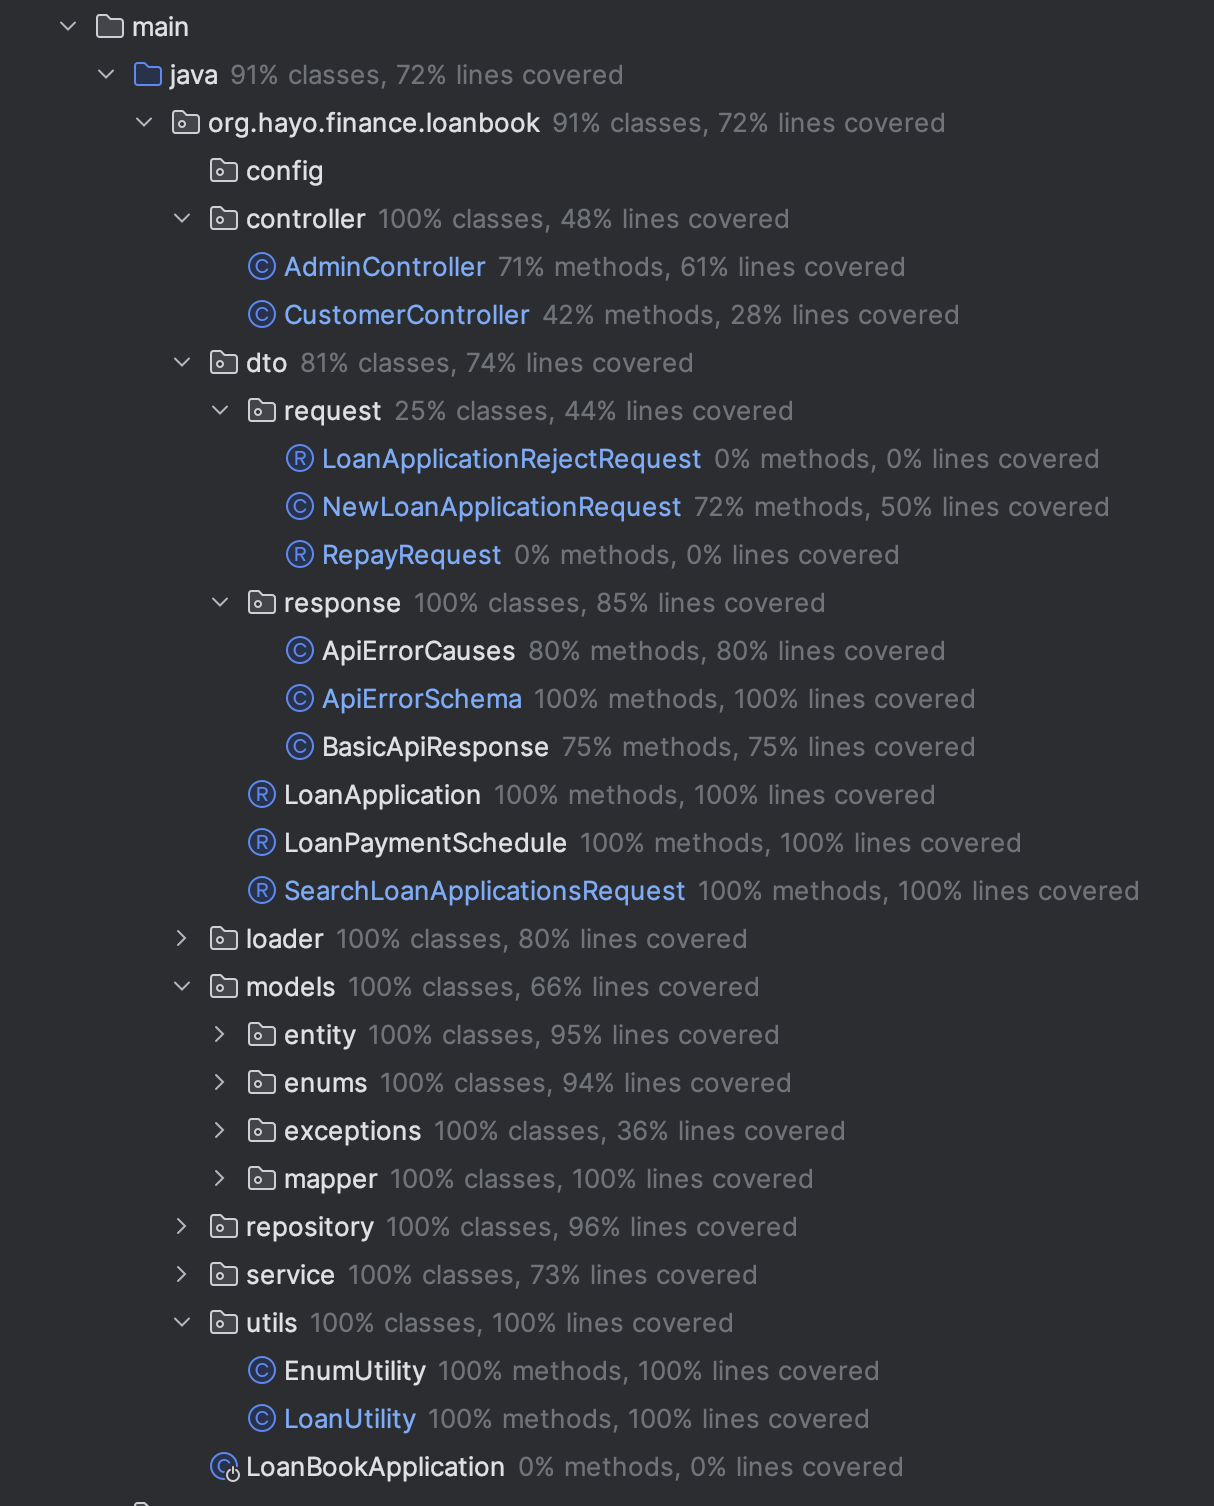 main
java 91% classes, 72% lines covered
org.hayo.finance.loanbook 91% classes, 72% lines covered
config
controller 100% classes, 48% lines covered
AdminController 71% methods, 61% lines covered
CustomerController 42% methods, 28% lines covered
dto 81% classes, 74% lines covered
request 25% classes, 44% lines covered
LoanApplicationRejectRequest 0% methods, 0% lines covered
NewLoanApplicationRequest 72% methods, 50% lines covered
RepayRequest 0% methods, 0% lines covered
response 100% classes, 85% lines covered
ApiErrorCauses 80% methods, 80% lines covered
ApiErrorSchema 100% methods, 100% lines covered
BasicApiResponse 75% methods, 75% lines covered
LoanApplication 100% methods, 100% lines covered
LoanPaymentSchedule 100% methods, 100% lines covered
SearchLoanApplicationsRequest 100% methods, 100% lines covered
loader 100% classes, 80% lines covered
models 100% classes, 66% lines covered
entity 100% classes, 95% lines covered
enums 100% classes, 94% lines covered
exceptions 100% classes, 36% lines covered
mapper 100% classes, 100% lines covered
repository 100% classes, 96% lines covered
service 100% classes, 73% lines covered
utils 100% classes, 100% lines covered
EnumUtility 100% methods, 100% lines covered
LoanUtility 100% methods, 100% lines covered
LoanBookApplication 0% methods, 0% lines covered